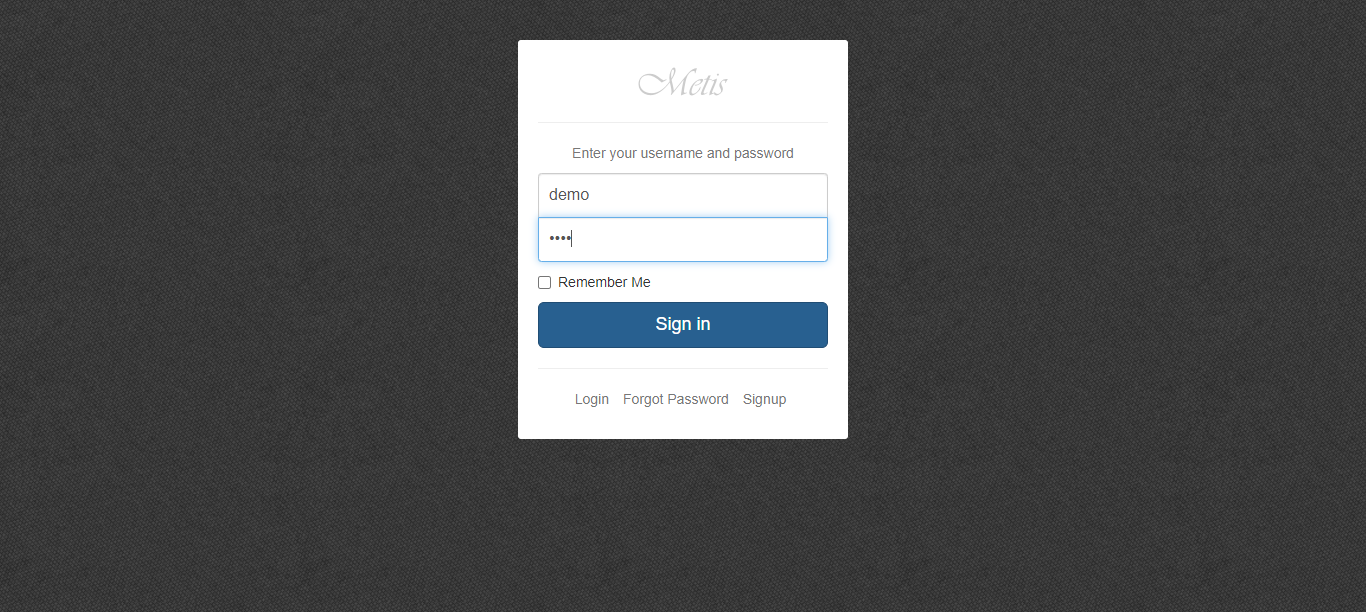 Metis
Enter your username and password
demo
••••
Remember Me
Sign in
Login Forgot Password Signup